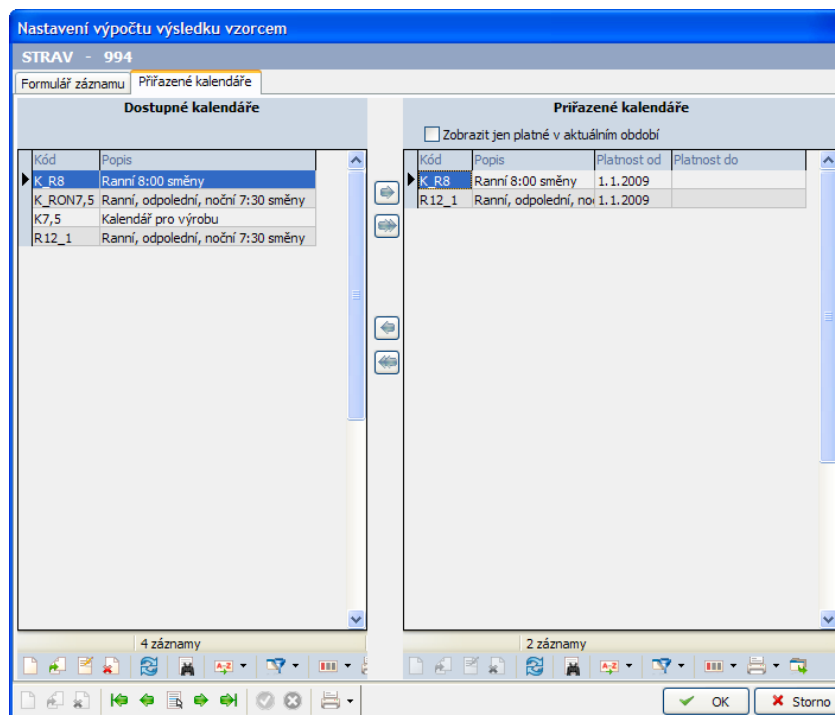 Nastavení výpočtu výsledku vzorcem
STRAV - 994
Formulář záznamu Přiřazené kalendáře
Dostupné kalendáře
Kód Popis
K_R8 Ranní 8:00 směny
K_RON7,5 Ranní, odpolední, noční 7:30 směny
K7,5 Kalendář pro výrobu
R12_1 Ranní, odpolední, noční 7:30 směny
4 záznamy
Priřazené kalendáře
Zobrazit jen platné v aktuálním období
Kód Popis Platnost od Platnost do
K_R8 Ranní 8:00 směny 1.1.2009
R12_1 Ranní, odpolední, no 1.1.2009
2 záznamy
OK Storno